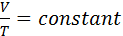 V/T = constant